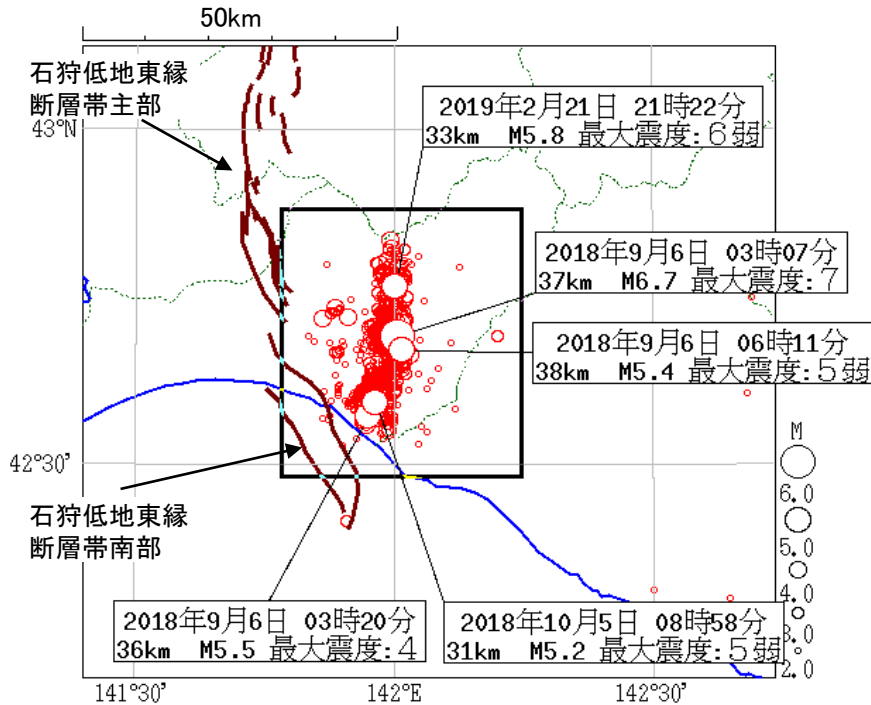 50km
石狩低地東縁
断層帯主部
43°N
2019年2月21日 21時22分
33km M5.8 最大震度:6弱
2018年9月6日 03時07分
37km M6.7 最大震度:7
2018年9月6日 06時11分
38km M5.4 最大震度:5弱
42°30'
石狩低地東縁
断層帯南部
M
6.0
5.0
4.0
3.0
2.0
2018年9月6日 03時20分
36km M5.5 最大震度:4
2018年10月5日 08時58分
31km M5.2 最大震度:5弱
141°30'
142°E
142°30'